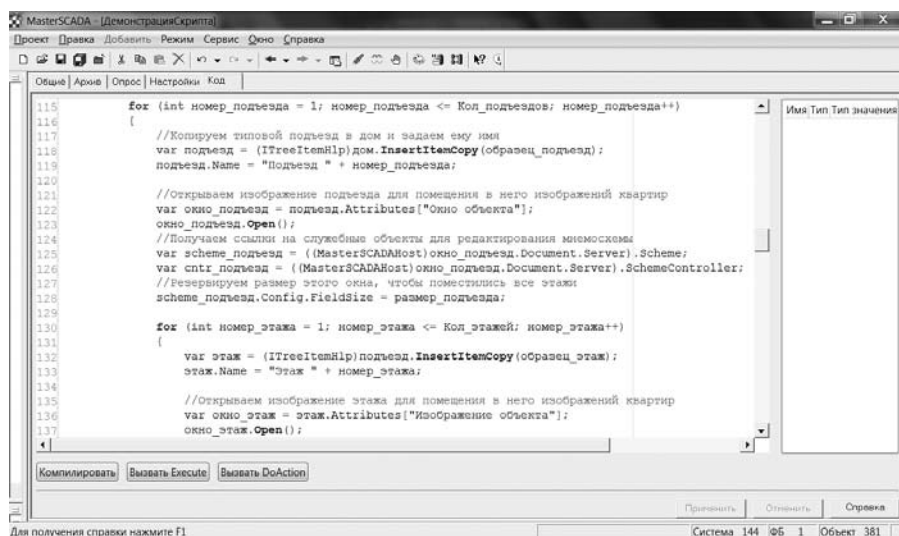 MasterSCADA - [ДемонстрацияСкрипта]
Проект Правка Добавить Режим Сервис Окно Справка
Общие Архив Опрос Настройки Код
115 for (int номер_подъезда = 1; номер_подъезда <= Кол_подъездов; номер_подъезда++)
116 {
117 //Копируем типовой подъезд в дом и задаем ему имя
118 var подъезд = (ITreeItemHlp)дом.InsertItemCopy(образец_подъезд);
119 подъезд.Name = "Подъезд " + номер_подъезда;
120
121 //Открываем изображение подъезда для помещения в него изображений квартир
122 var окно_подъезд = подъезд.Attributes["Окно объекта"];
123 окно_подъезд.Open();
124 //Получаем ссылки на служебные объекты для редактирования мнемосхемы
125 var scheme_подъезд = ((MasterSCADAHost)окно_подъезд.Document.Server).Scheme;
126 var cntr_подъезд = ((MasterSCADAHost)окно_подъезд.Document.Server).SchemeController;
127 //Резервируем размер этого окна, чтобы поместились все этажи
128 scheme_подъезд.Config.FieldSize = размер_подъезда;
129
130 for (int номер_этажа = 1; номер_этажа <= Кол_этажей; номер_этажа++)
131 {
132 var этаж = (ITreeItemHlp)подъезд.InsertItemCopy(образец_этаж);
133 этаж.Name = "Этаж " + номер_этажа;
134
135 //Открываем изображение этажа для помещения в него изображений квартир
136 var окно_этаж = этаж.Attributes["Изображение объекта"];
137 окно_этаж.Open();
Имя Тип Тип значения
Компилировать Вызвать Execute Вызвать DoAction
Применить Отменить Справка
Для получения справки нажмите F1
Система 144 ФБ 1 Объект 381